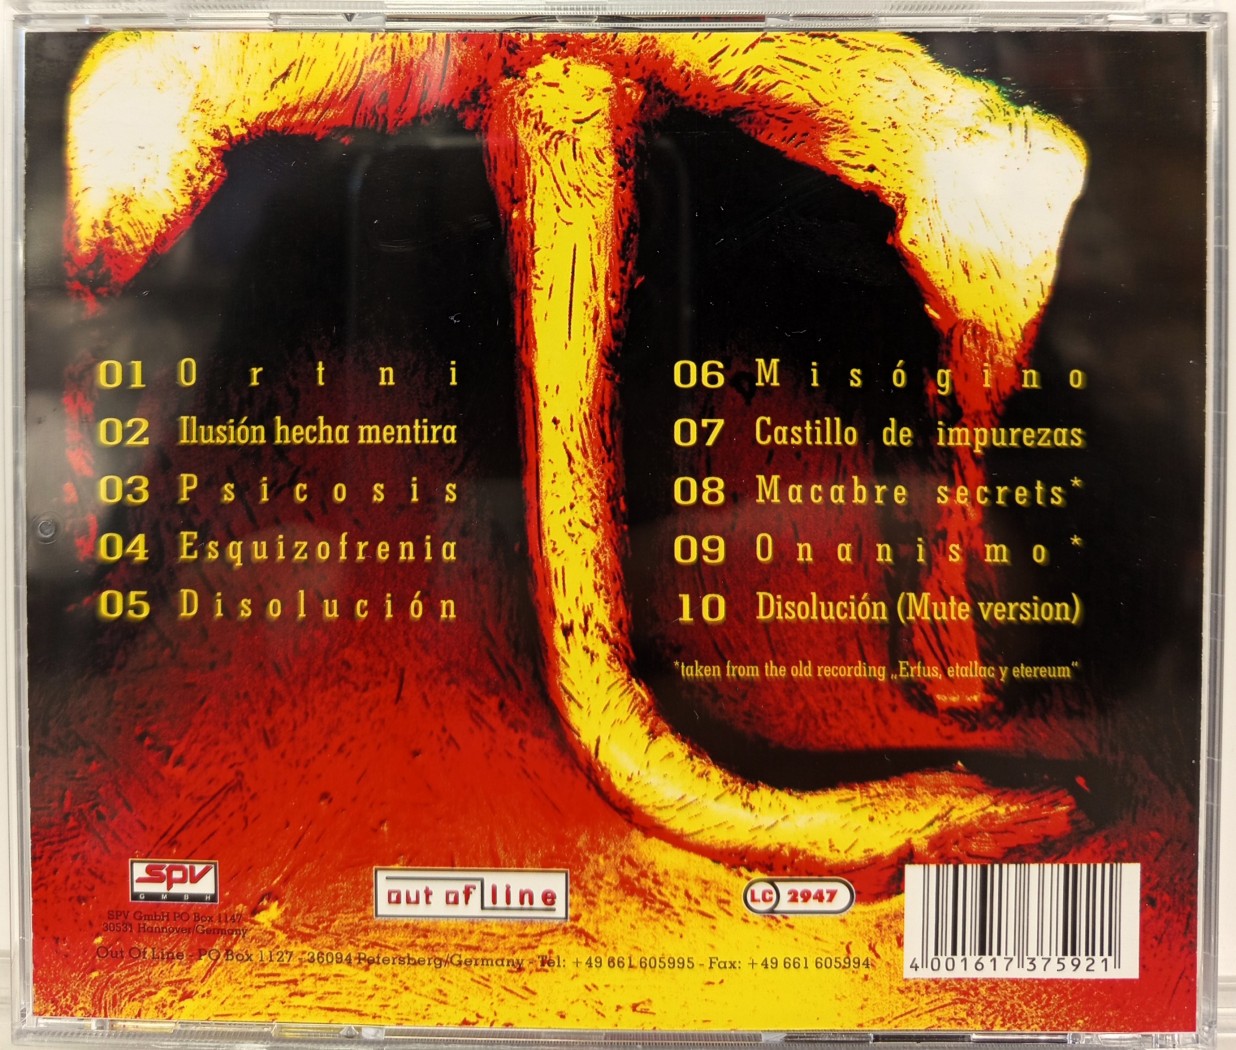 01 Ortni
02 Ilusión hecha mentira
03 Psicosis
04 Esquizofrenia
05 Disolución
06 Misógino
07 Castillo de impurezas
08 Macabre secrets*
09 Onanismo*
10 Disolución (Mute version)
*taken from the old recording „Erfus, etallac y etereum"
SPV
GMBH
SPV GmbH PO Box 1147
30531 Hannover/Germany
out of line
LC 2947
Out Of Line - PO Box 1127 - 36094 Petersberg/Germany - Tel: +49 661 605995 - Fax: +49 661 605994
4 001617 375921